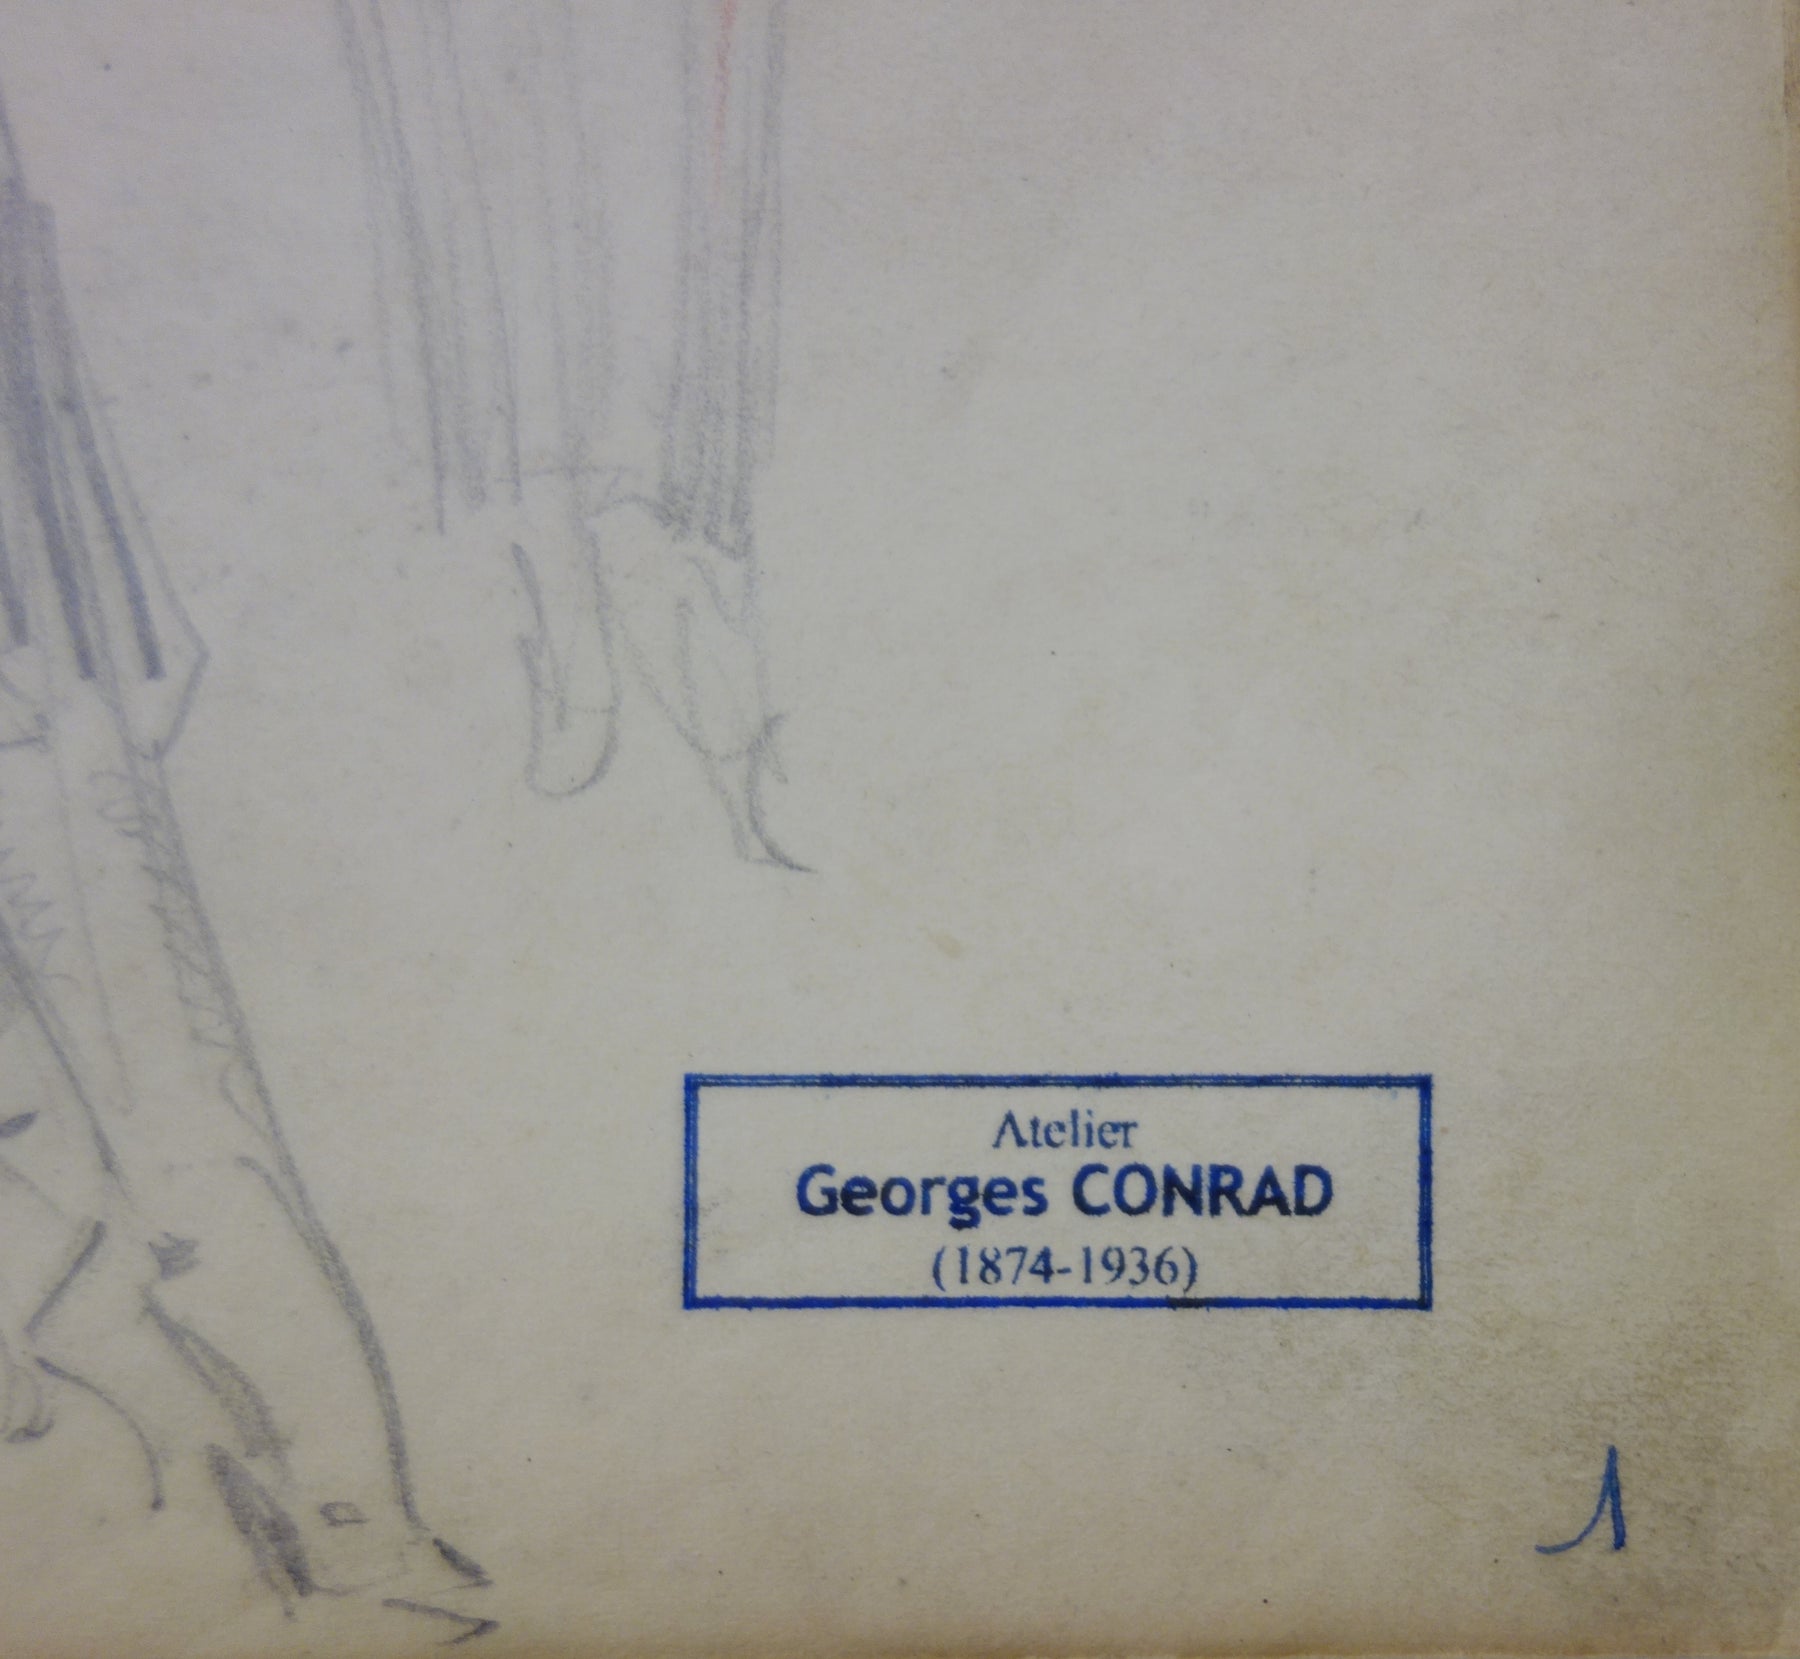 Atelier
Georges CONRAD
(1874-1936)
1